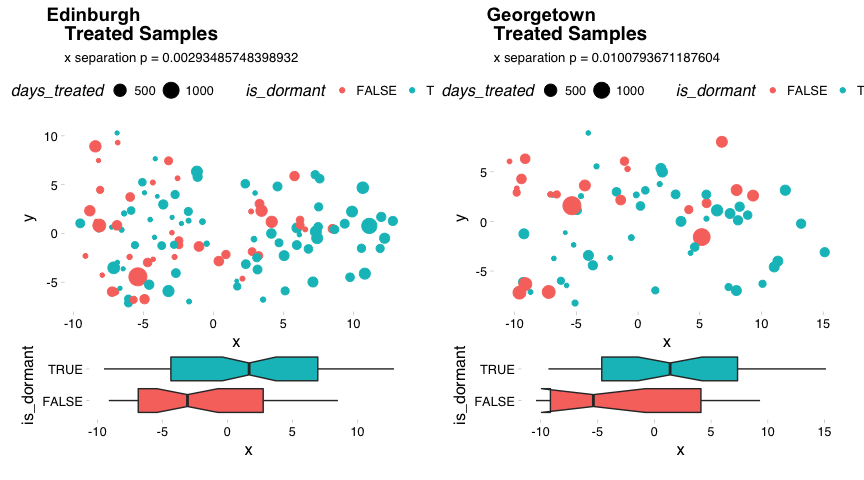 Edinburgh
Treated Samples
x separation p = 0.00293485748398932
days_treated 500 1000 is_dormant FALSE T
10
5
0
-5
y
-10 -5 0 5 10
x
is_dormant
TRUE
FALSE
-10 -5 0 5 10
x
Georgetown
Treated Samples
x separation p = 0.0100793671187604
days_treated 500 1000 is_dormant FALSE T
5
0
-5
y
-10 -5 0 5 10 15
x
is_dormant
TRUE
FALSE
-10 -5 0 5 10 15
x